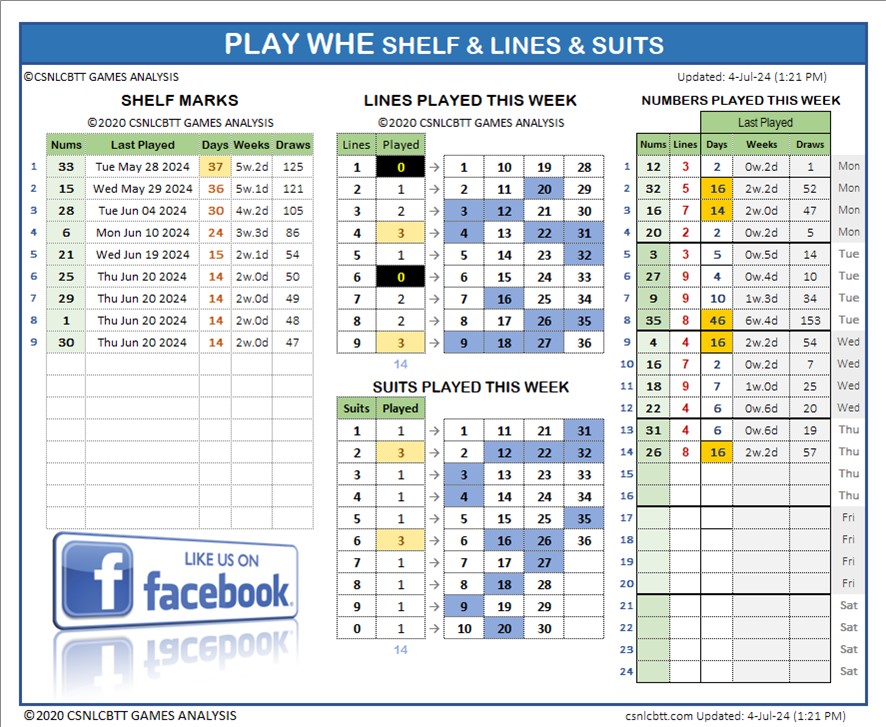 PLAY WHE SHELF & LINES & SUITS
©CSNLCBTT GAMES ANALYSIS
Updated: 4-Jul-24 (1:21 PM)
SHELF MARKS
©2020 CSNLCBTT GAMES ANALYSIS
Nums Last Played Days Weeks Draws
1 33 Tue May 28 2024 37 5w.2d 125
2 15 Wed May 29 2024 36 5w.1d 121
3 28 Tue Jun 04 2024 30 4w.2d 105
4 6 Mon Jun 10 2024 24 3w.3d 86
5 21 Wed Jun 19 2024 15 2w.1d 54
6 25 Thu Jun 20 2024 14 2w.0d 50
7 29 Thu Jun 20 2024 14 2w.0d 49
8 1 Thu Jun 20 2024 14 2w.0d 48
9 30 Thu Jun 20 2024 14 2w.0d 47
LIKE US ON
facebook.
LINES PLAYED THIS WEEK
©2020 CSNLCBTT GAMES ANALYSIS
Lines Played
1 0 → 1 10 19 28
2 1 → 2 11 20 29
3 2 → 3 12 21 30
4 3 → 4 13 22 31
5 1 → 5 14 23 32
6 0 → 6 15 24 33
7 2 → 7 16 25 34
8 2 → 8 17 26 35
9 3 → 9 18 27 36
14
SUITS PLAYED THIS WEEK
Suits Played
1 1 → 1 11 21 31
2 3 → 2 12 22 32
3 1 → 3 13 23 33
4 1 → 4 14 24 34
5 1 → 5 15 25 35
6 3 → 6 16 26 36
7 1 → 7 17 27
8 1 → 8 18 28
9 1 → 9 19 29
0 1 → 10 20 30
14
NUMBERS PLAYED THIS WEEK
Last Played
Nums Lines Days Weeks Draws
1 12 3 2 0w.2d 1 Mon
2 32 5 16 2w.2d 52 Mon
3 16 7 14 2w.0d 47 Mon
4 20 2 2 0w.2d 5 Mon
5 3 3 5 0w.5d 14 Tue
6 27 9 4 0w.4d 10 Tue
7 9 9 10 1w.3d 34 Tue
8 35 8 46 6w.4d 153 Tue
9 4 4 16 2w.2d 54 Wed
10 16 7 2 0w.2d 7 Wed
11 18 9 7 1w.0d 25 Wed
12 22 4 6 0w.6d 20 Wed
13 31 4 6 0w.6d 19 Thu
14 26 8 16 2w.2d 57 Thu
15 Thu
16 Thu
17 Fri
18 Fri
19 Fri
20 Fri
21 Sat
22 Sat
23 Sat
24 Sat
©2020 CSNLCBTT GAMES ANALYSIS
csnlcbtt.com Updated: 4-Jul-24 (1:21 PM)